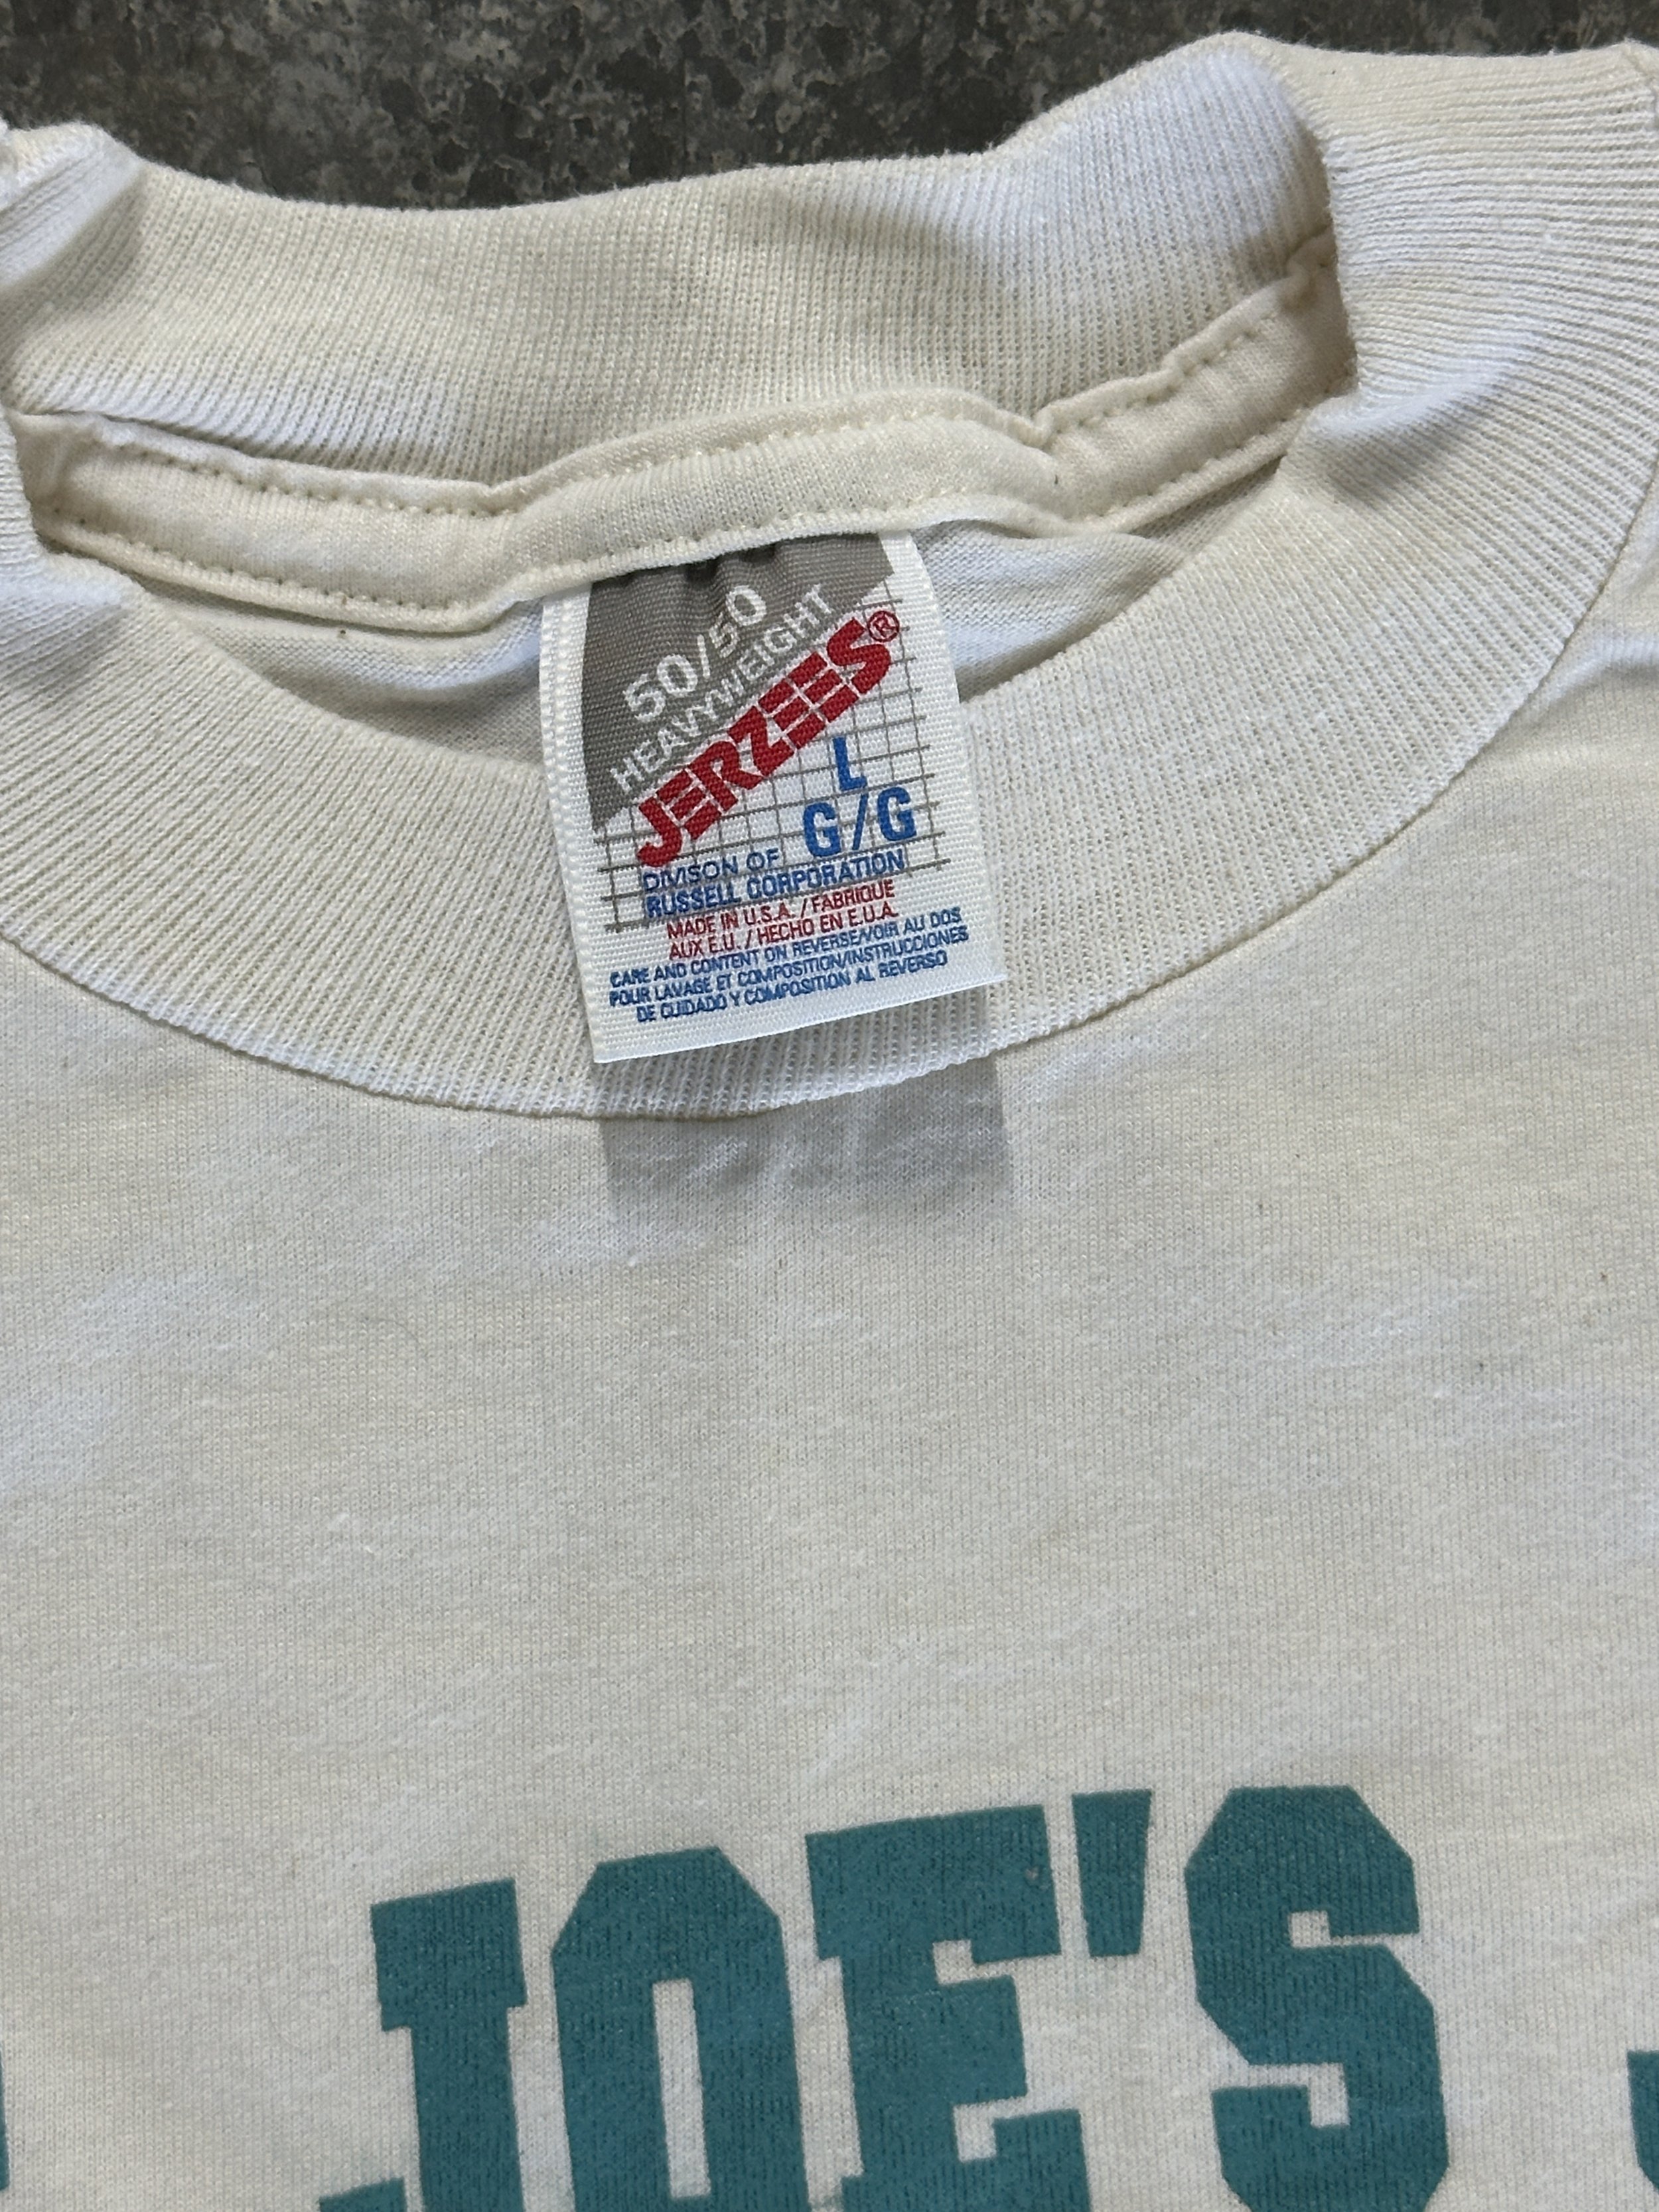 50/50
HEAVYWEIGHT
JERZEES®
L
G/G
DIVISON OF
RUSSELL CORPORATION
MADE IN U.S.A. / FABRIQUE
AUX E.U. / HECHO EN E.U.A.
CARE AND CONTENT ON REVERSE/VOIR AU DOS
POUR LAVAGE ET COMPOSITION/INSTRUCCIONES
DE CUIDADO Y COMPOSITION AL REVERSO
JOE'S